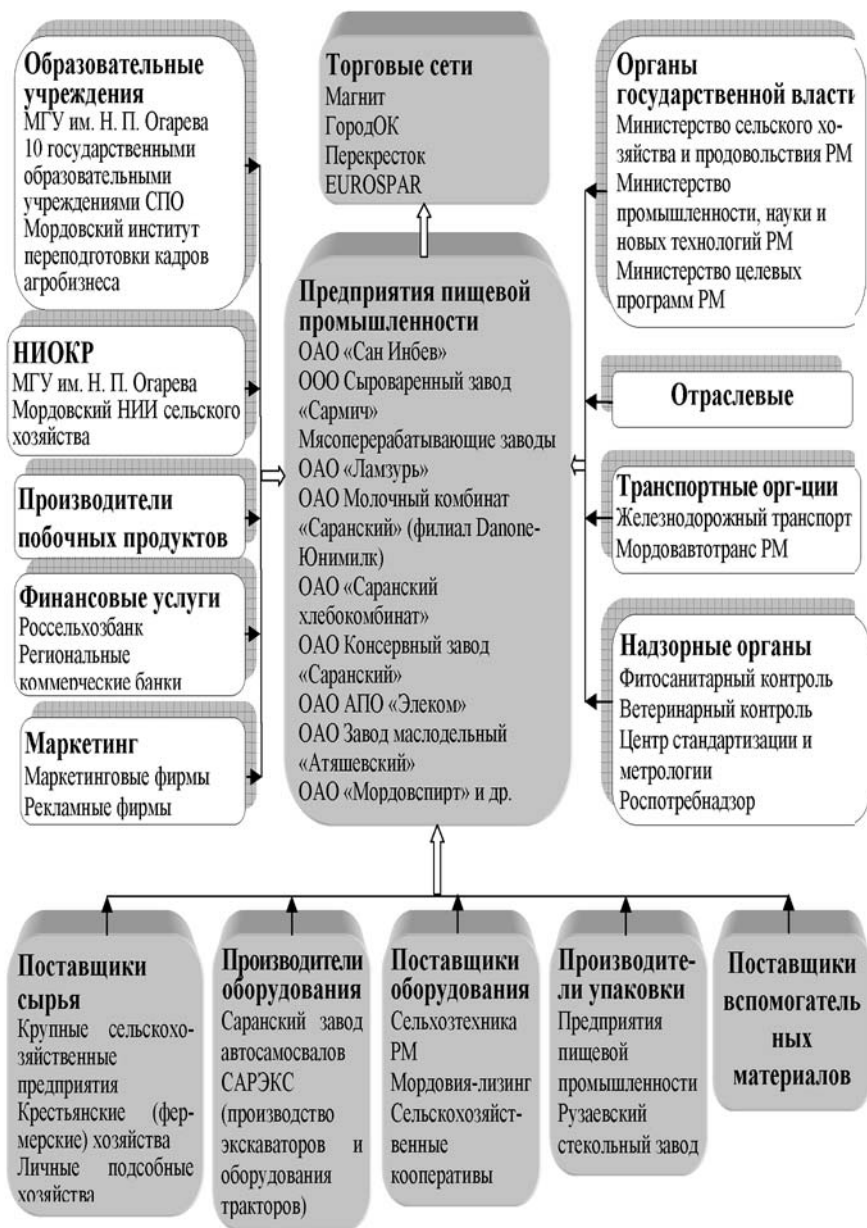 Образовательные
учреждения
МГУ им. Н. П. Огарева
10 государственными
образовательными
учреждениями СПО
Мордовский институт
переподготовки кадров
агробизнеса
Торговые сети
Магнит
ГородОК
Перекресток
EUROSPAR
Органы
государственной власти
Министерство сельского хо-
зяйства и продовольствия РМ
Министерство
промышленности, науки и
новых технологий РМ
Министерство целевых
программ РМ
НИОКР
МГУ им. Н. П. Огарева
Мордовский НИИ сельского
хозяйства
Производители
побочных продуктов
Финансовые услуги
Россельхозбанк
Региональные
коммерческие банки
Маркетинг
Маркетинговые фирмы
Рекламные фирмы
Предприятия пищевой
промышленности
ОАО «Сан Инбев»
ООО Сыроваренный завод
«Сармич»
Мясоперерабатывающие заводы
ОАО «Ламзурь»
ОАО Молочный комбинат
«Саранский» (филиал Danone-
Юнимилк)
ОАО «Саранский
хлебокомбинат»
ОАО Консервный завод
«Саранский»
ОАО АПО «Элеком»
ОАО Завод маслодельный
«Атяшевский»
ОАО «Мордовспирт» и др.
Отраслевые
Транспортные орг-ции
Железнодорожный транспорт
Мордовавтотранс РМ
Надзорные органы
Фитосанитарный контроль
Ветеринарный контроль
Центр стандартизации и
метрологии
Роспотребнадзор
Поставщики
сырья
Крупные сельскохо-
зяйственные
предприятия
Крестьянские (фер-
мерские) хозяйства
Личные подсобные
хозяйства
Производители
оборудования
Саранский завод
автосамосвалов
САРЭКС
(производство
экскаваторов и
оборудования
тракторов)
Поставщики
оборудования
Сельхозтехника
РМ
Мордовия-лизинг
Сельскохозяйст-
венные
кооперативы
Производите-
ли упаковки
Предприятия
пищевой
промышленности
Рузаевский
стекольный завод
Поставщики
вспомогатель
ных
материалов